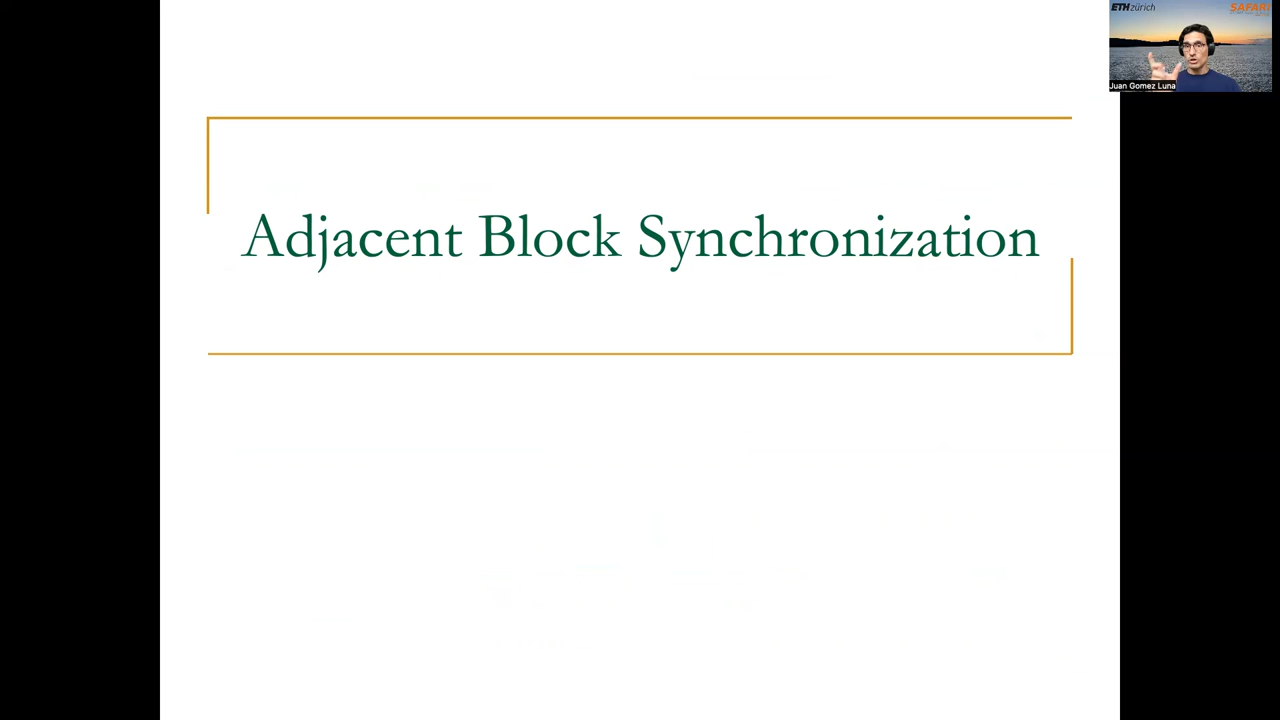 ETH zürich
SAFARI
Juan Gomez Luna
Adjacent Block Synchronization